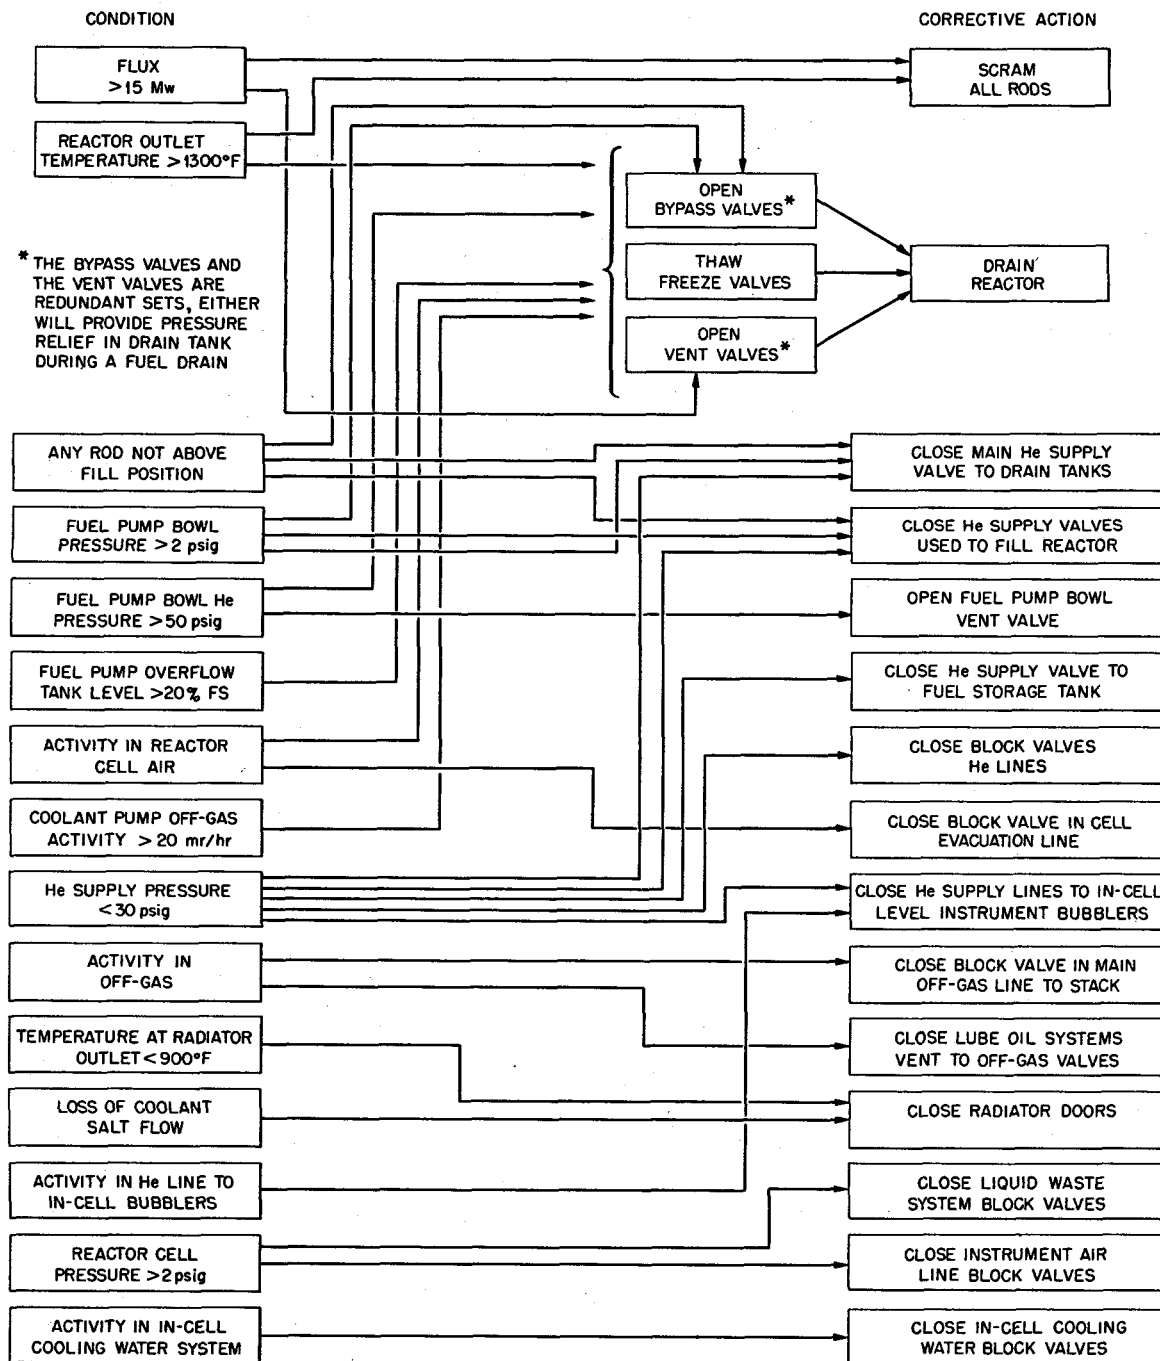 CONDITION
CORRECTIVE ACTION
FLUX
>15 Mw
SCRAM
ALL RODS
REACTOR OUTLET
TEMPERATURE >1300°F
OPEN
BYPASS VALVES*
THAW
FREEZE VALVES
OPEN
VENT VALVES*
DRAIN
REACTOR
* THE BYPASS VALVES AND
THE VENT VALVES ARE
REDUNDANT SETS, EITHER
WILL PROVIDE PRESSURE
RELIEF IN DRAIN TANK
DURING A FUEL DRAIN
ANY ROD NOT ABOVE
FILL POSITION
CLOSE MAIN He SUPPLY
VALVE TO DRAIN TANKS
FUEL PUMP BOWL
PRESSURE >2 psig
CLOSE He SUPPLY VALVES
USED TO FILL REACTOR
FUEL PUMP BOWL He
PRESSURE >50 psig
OPEN FUEL PUMP BOWL
VENT VALVE
FUEL PUMP OVERFLOW
TANK LEVEL >20% FS
CLOSE He SUPPLY VALVE TO
FUEL STORAGE TANK
ACTIVITY IN REACTOR
CELL AIR
CLOSE BLOCK VALVES
He LINES
COOLANT PUMP OFF-GAS
ACTIVITY > 20 mr/hr
CLOSE BLOCK VALVE IN CELL
EVACUATION LINE
He SUPPLY PRESSURE
<30 psig
CLOSE He SUPPLY LINES TO IN-CELL
LEVEL INSTRUMENT BUBBLERS
ACTIVITY IN
OFF-GAS
CLOSE BLOCK VALVE IN MAIN
OFF-GAS LINE TO STACK
TEMPERATURE AT RADIATOR
OUTLET <900°F
CLOSE LUBE OIL SYSTEMS
VENT TO OFF-GAS VALVES
LOSS OF COOLANT
SALT FLOW
CLOSE RADIATOR DOORS
ACTIVITY IN He LINE TO
IN-CELL BUBBLERS
CLOSE LIQUID WASTE
SYSTEM BLOCK VALVES
REACTOR CELL
PRESSURE >2psig
CLOSE INSTRUMENT AIR
LINE BLOCK VALVES
ACTIVITY IN IN-CELL
COOLING WATER SYSTEM
CLOSE IN-CELL COOLING
WATER BLOCK VALVES